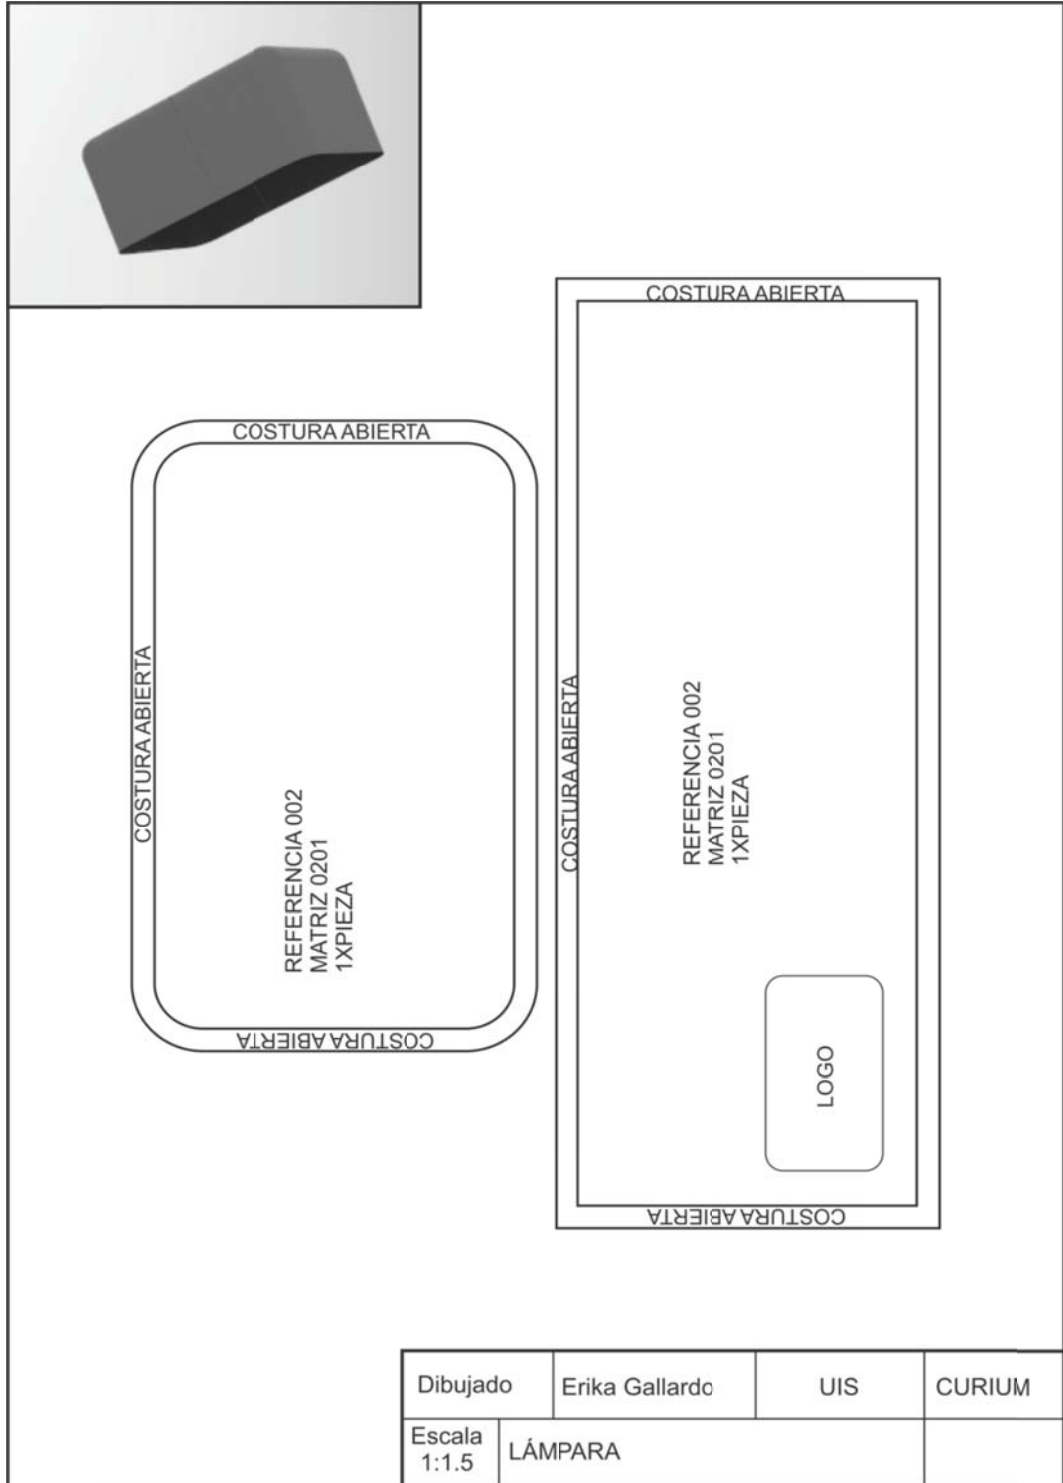 COSTURA ABIERTA
COSTURA ABIERTA
COSTURA ABIERTA
REFERENCIA 002
MATRIZ 0201
1XPIEZA
COSTURA ABIERTA
COSTURA ABIERTA
REFERENCIA 002
MATRIZ 0201
1XPIEZA
COSTURA ABIERTA
LOGO
COSTURA ABIERTA
Dibujado Erika Gallardo UIS CURIUM
Escala
1:1.5
LÁMPARA